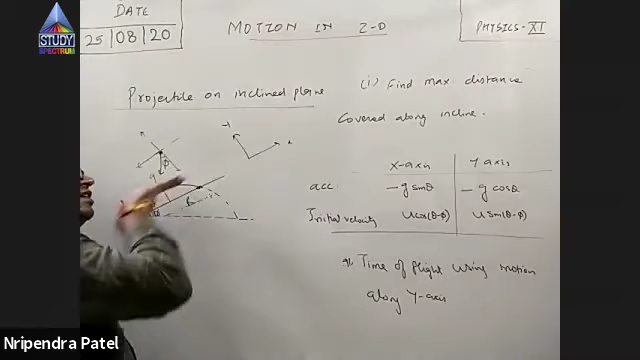 STUDY
SPECTRUM
DATE
25/08/20
MOTION IN 2-D
PHYSICS-XI
Projectile on inclined plane
(i) Find max. distance
Covered along incline.
x-axis Y axis
acc: -g sinθ -g cosθ
Initial velocity Ucos(θ-ϕ) U sin(θ-ϕ)
Time of flight using motion
along Y-axis
Nripendra Patel